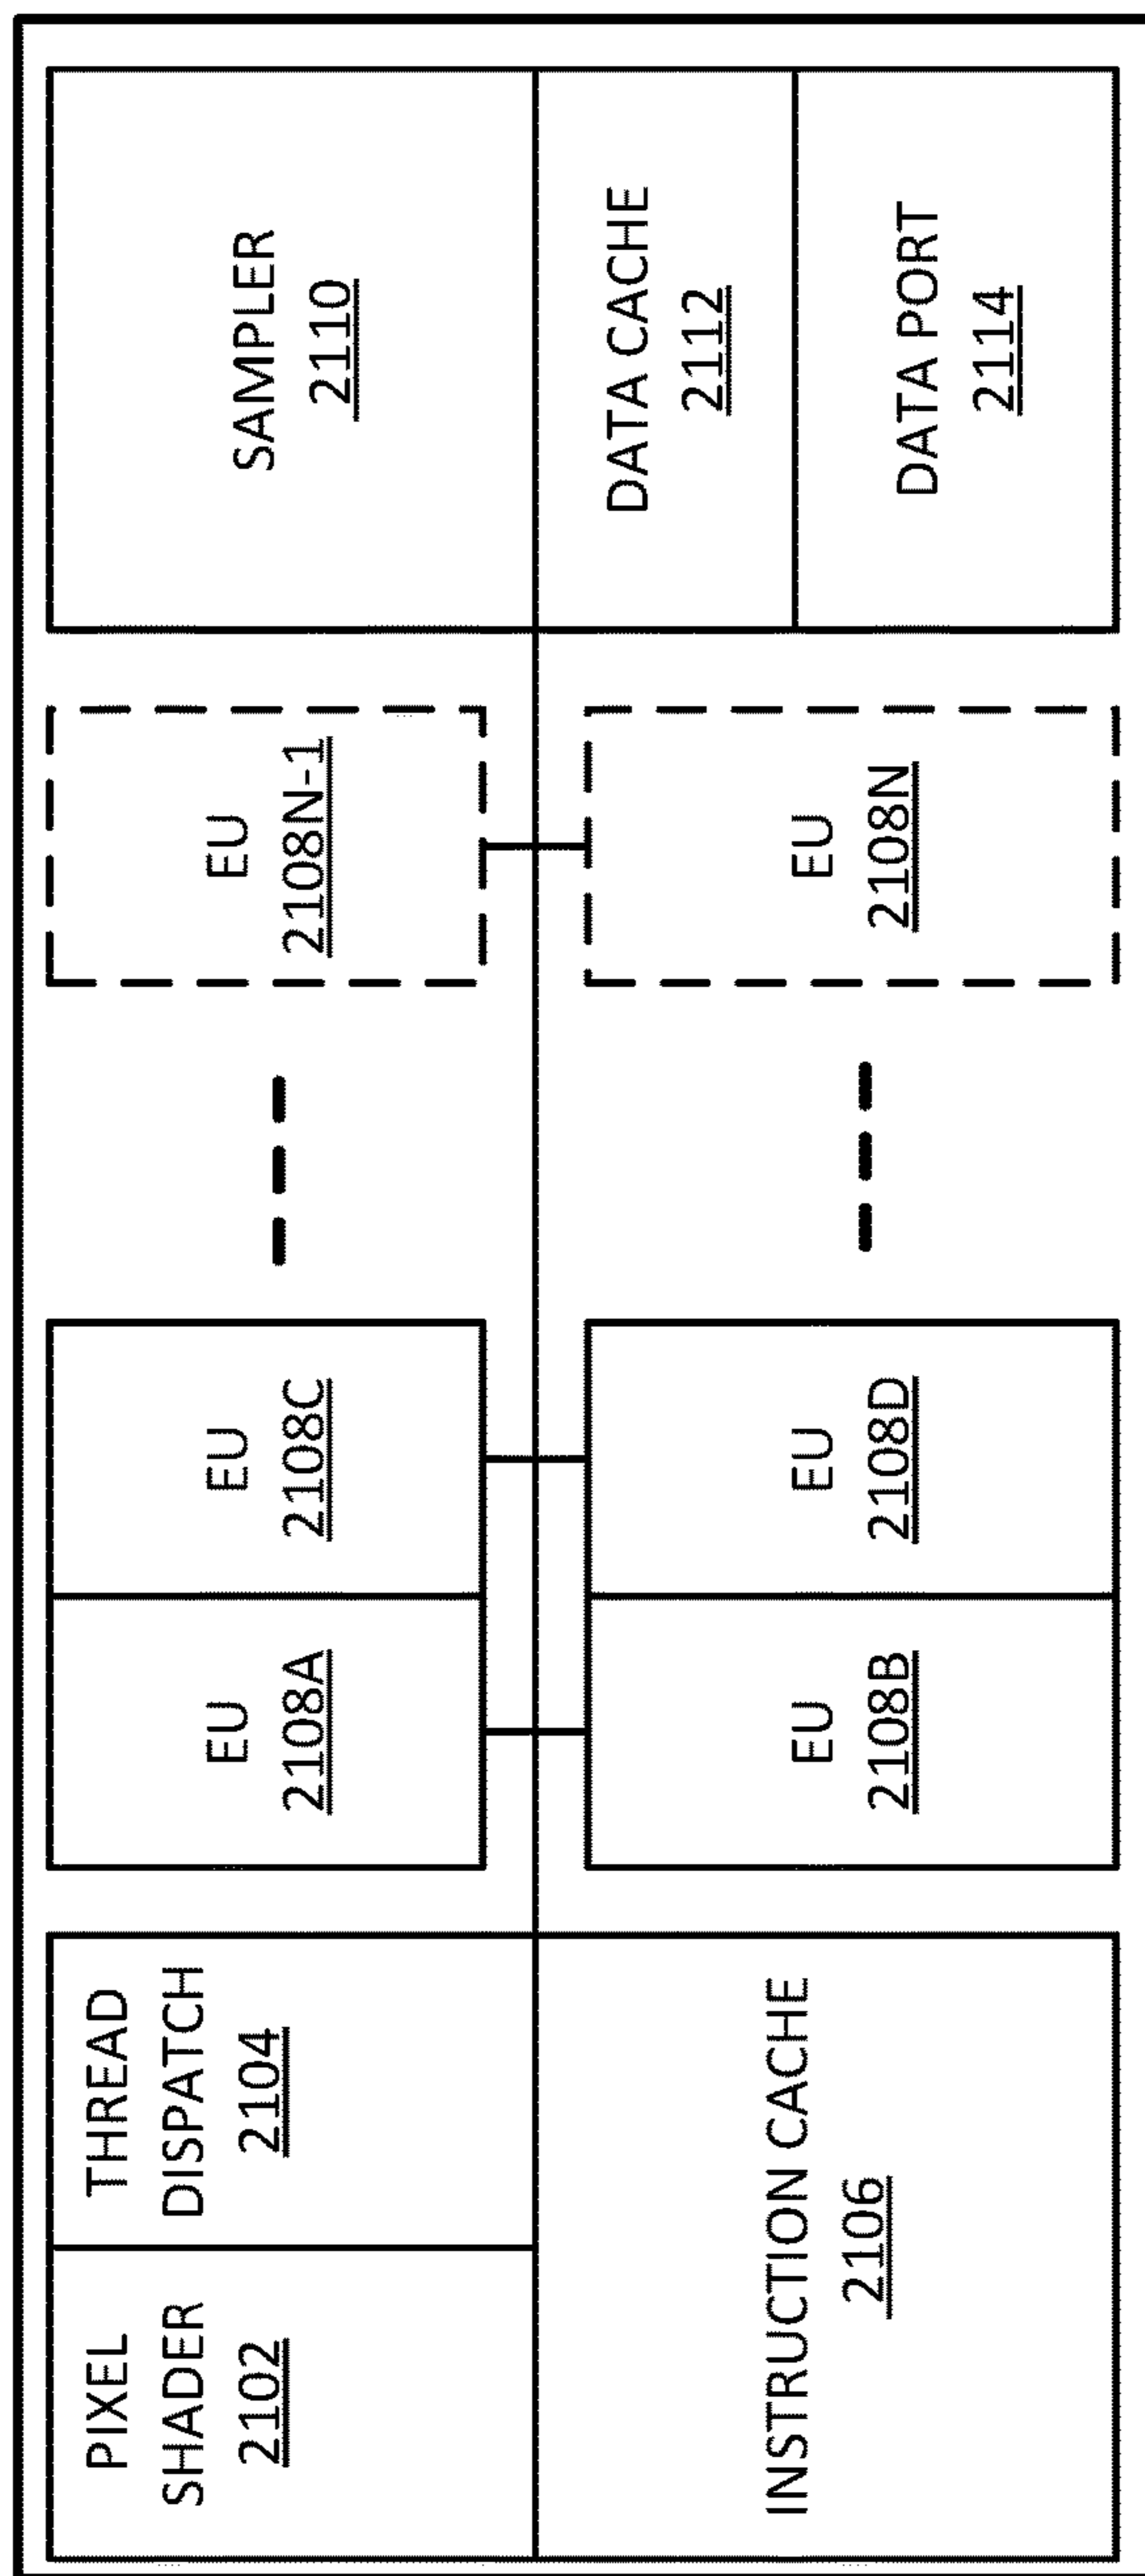 PIXEL
SHADER
2102
THREAD
DISPATCH
2104
INSTRUCTION CACHE
2106
EU
2108A
EU
2108C
EU
2108B
EU
2108D
EU
2108N-1
EU
2108N
SAMPLER
2110
DATA CACHE
2112
DATA PORT
2114